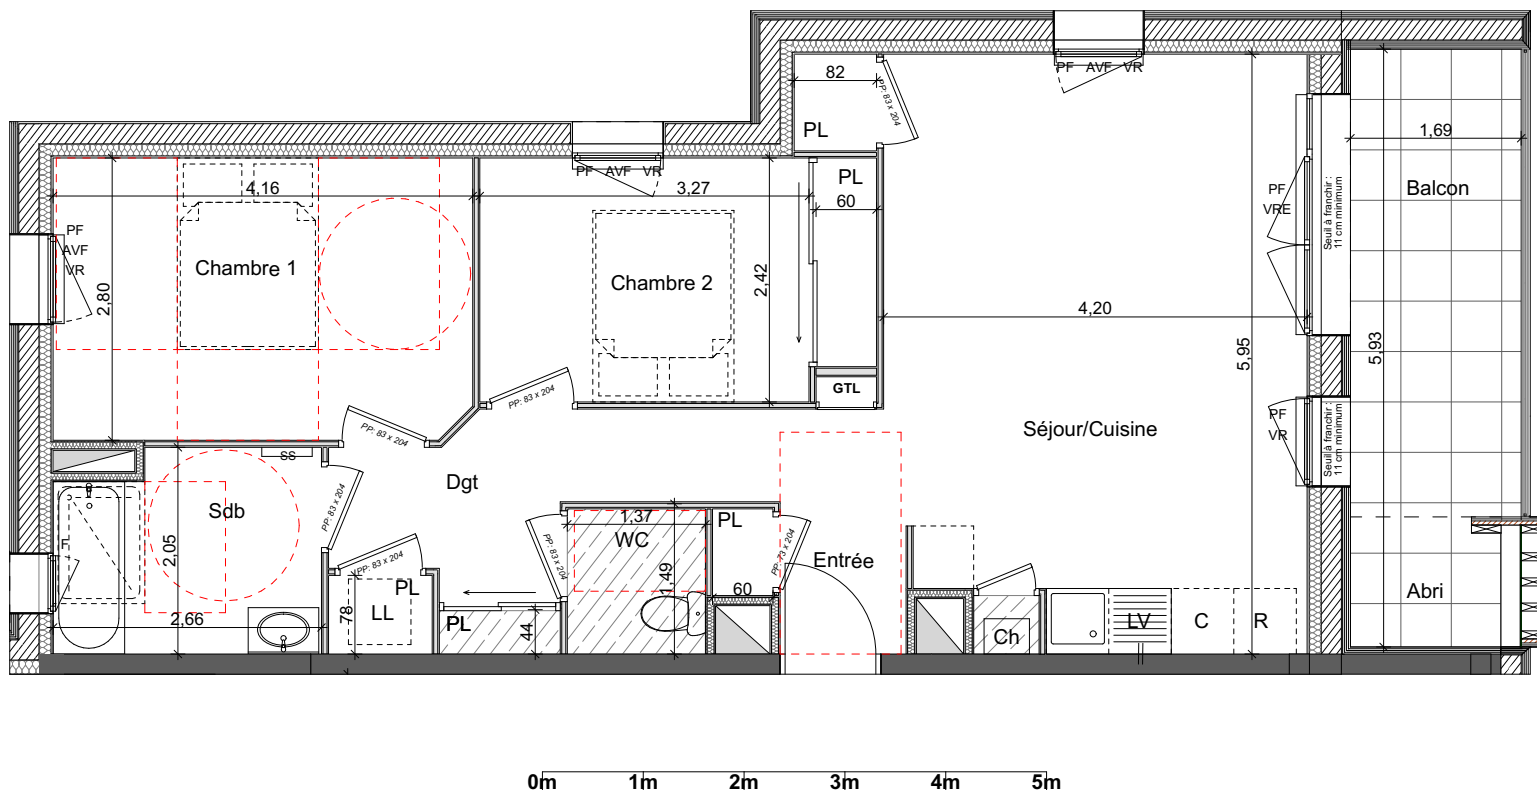 PF AVF VR
82
PP: 83 x 204
PL
1,69
PF AVF VR
PL
4,16
3,27
60
PF
VRE
Seuil à franchir :
11 cm minimum
Balcon
PF
AVF
VR
Chambre 1
Chambre 2
2,80
2,42
4,20
5,95
5,93
GTL
PP: 83 x 204
PP: 83 x 204
PF
VR
Seuil à franchir :
11 cm minimum
Séjour/Cuisine
SS
Dgt
PP: 83 x 204
Sdb
1,37
WC
PL
PP: 83 x 204
PP: 73 x 204
Entrée
2,05
PP: 83 x 204
1,49
60
PL
LL
78
2,66
PL
44
Ch
LV
C
R
Abri
0m
1m
2m
3m
4m
5m